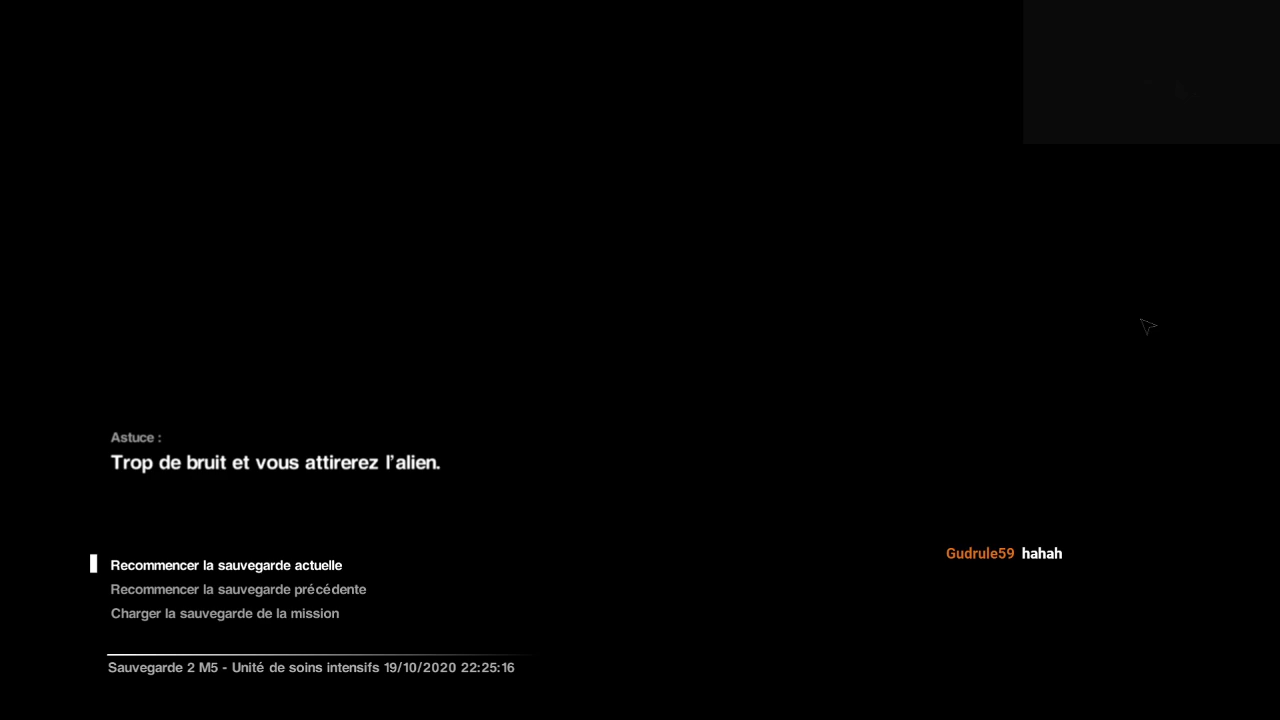 Astuce :
Trop de bruit et vous attirerez l'alien.
Gudrule59 hahah
Recommencer la sauvegarde actuelle
Recommencer la sauvegarde précédente
Charger la sauvegarde de la mission
Sauvegarde 2 M5 - Unité de soins intensifs 19/10/2020 22:25:16